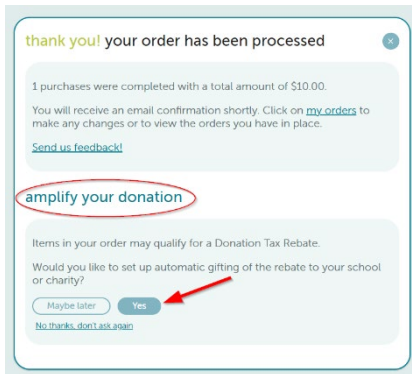 thank you! your order has been processed
1 purchases were completed with a total amount of $10.00.
You will receive an email confirmation shortly. Click on my orders to
make any changes or to view the orders you have in place.
Send us feedback!
amplify your donation
Items in your order may qualify for a Donation Tax Rebate.
Would you like to set up automatic gifting of the rebate to your school
or charity?
Maybe later Yes
No thanks, don't ask again